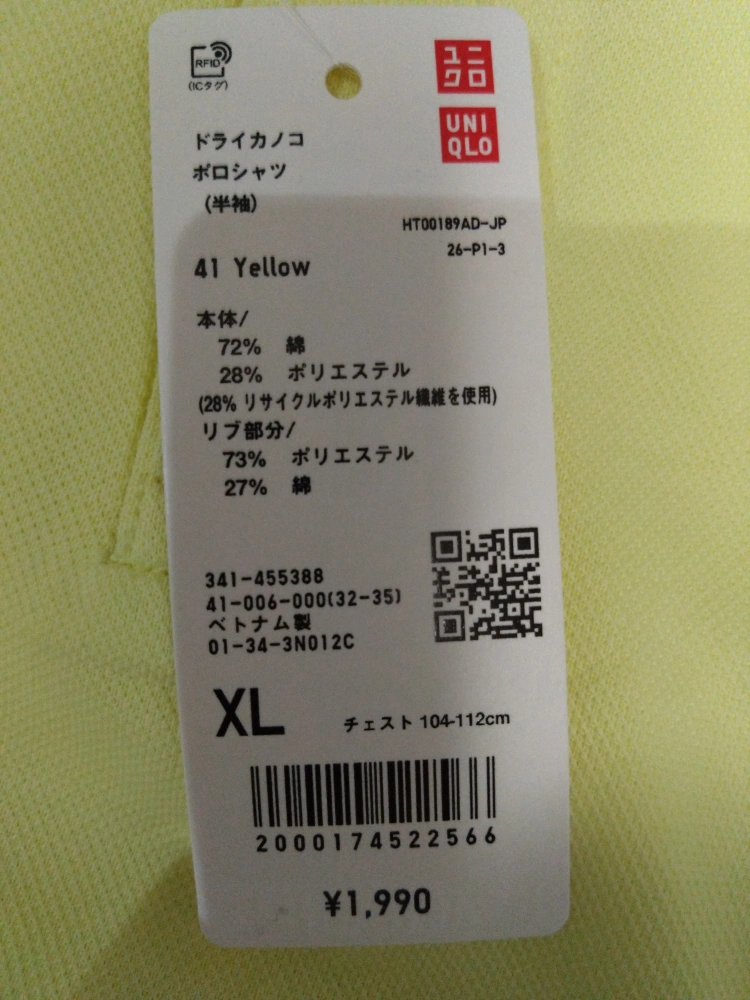 RFID
(ICタグ)
ユニ
クロ
UNI
QLO
ドライカノコ
ポロシャツ
(半袖)
HT00189AD-JP
26-P1-3
41 Yellow
本体/
72% 綿
28% ポリエステル
(28% リサイクルポリエステル繊維を使用)
リブ部分/
73% ポリエステル
27% 綿
341-455388
41-006-000(32-35)
ベトナム製
01-34-3N012C
XL チェスト 104-112cm
2000174522566
¥1,990